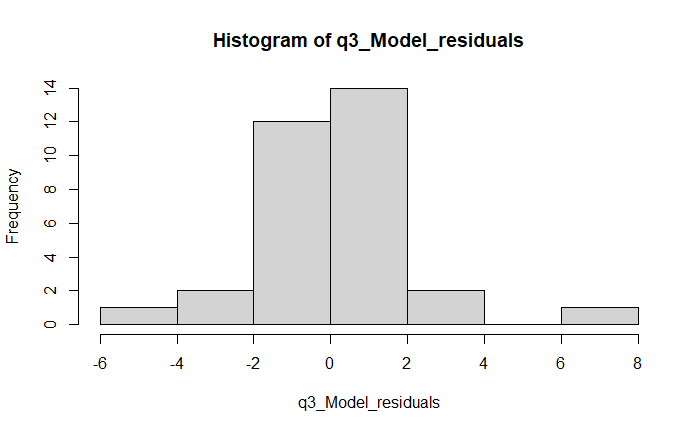 Histogram of q3_Model_residuals
Frequency
14
12
10
8
6
4
2
0
-6 -4 -2 0 2 4 6 8
q3_Model_residuals